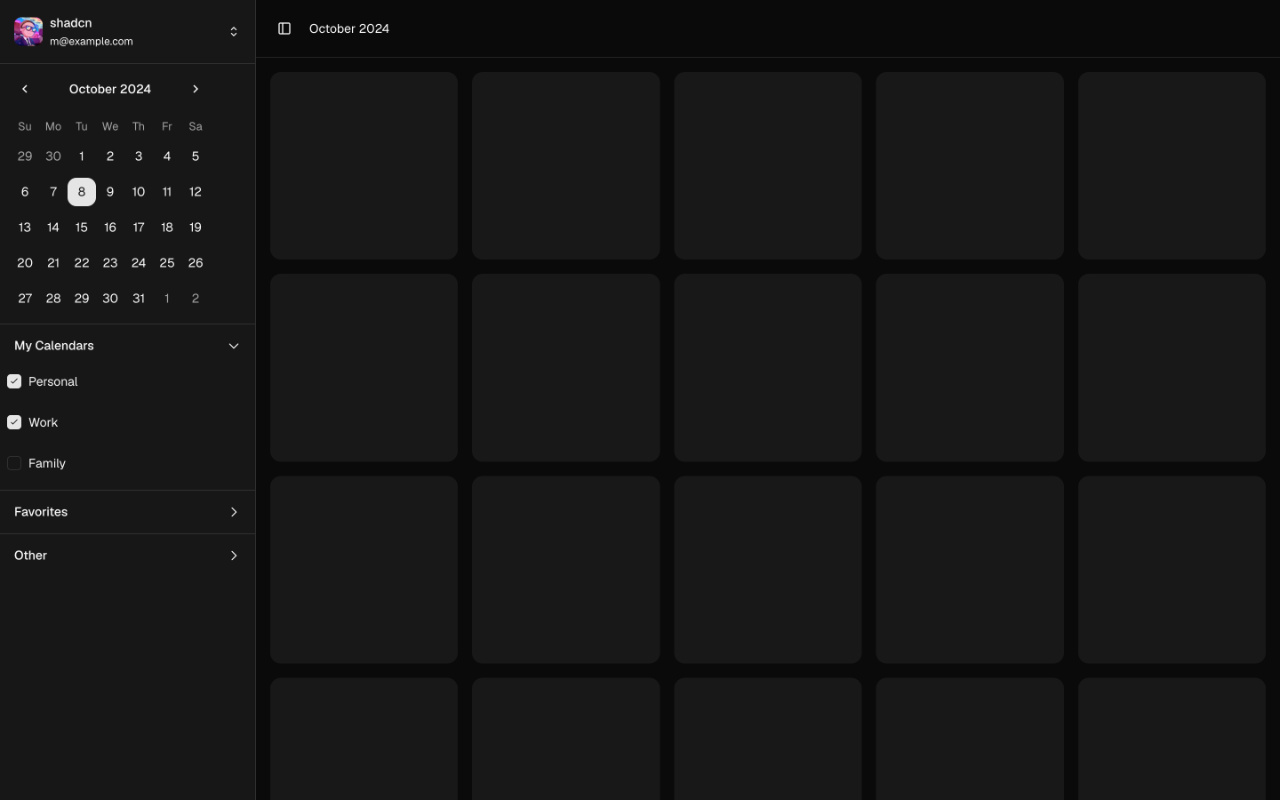 shadcn
m@example.com
October 2024
October 2024
Su Mo Tu We Th Fr Sa
29 30 1 2 3 4 5
6 7 8 9 10 11 12
13 14 15 16 17 18 19
20 21 22 23 24 25 26
27 28 29 30 31 1 2
My Calendars
Personal
Work
Family
Favorites
Other